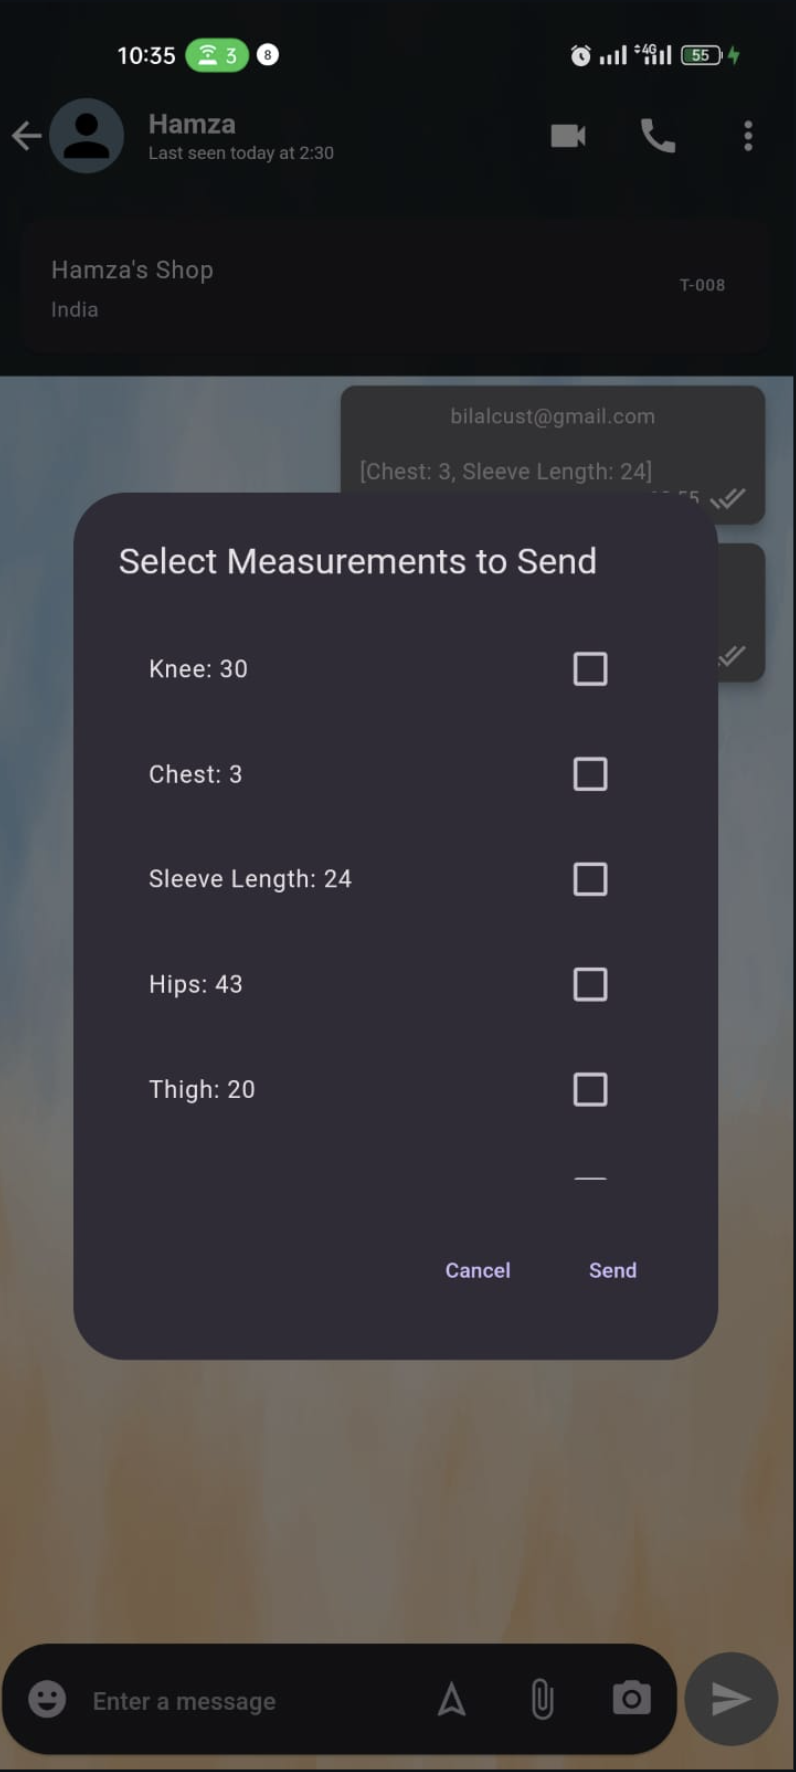 10:35 3 8 4G 55
Hamza
Last seen today at 2:30
Hamza's Shop
T-008
India
bilalcust@gmail.com
[Chest: 3, Sleeve Length: 24]
Select Measurements to Send
Knee: 30
Chest: 3
Sleeve Length: 24
Hips: 43
Thigh: 20
Cancel Send
Enter a message